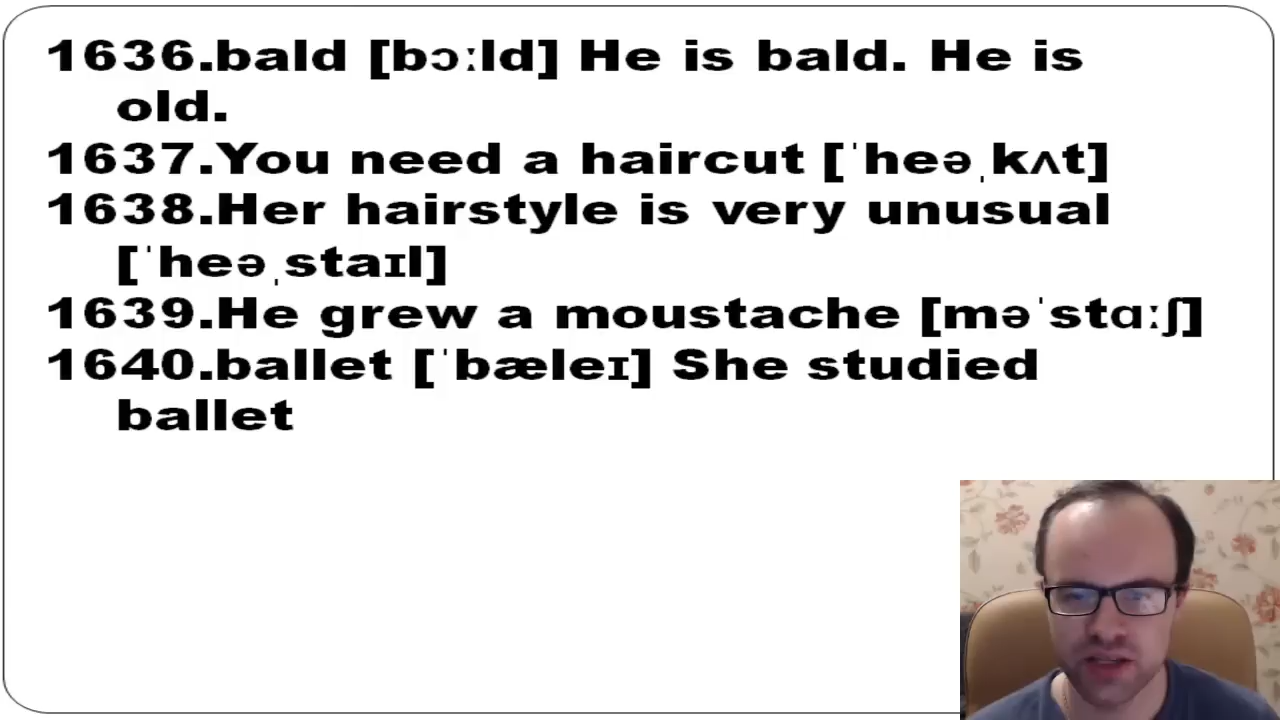 1636.bald [bɔːld] He is bald. He is
old.
1637.You need a haircut [ˈheəˌkʌt]
1638.Her hairstyle is very unusual
[ˈheəˌstaɪl]
1639.He grew a moustache [məˈstɑːʃ]
1640.ballet [ˈbæleɪ] She studied
ballet